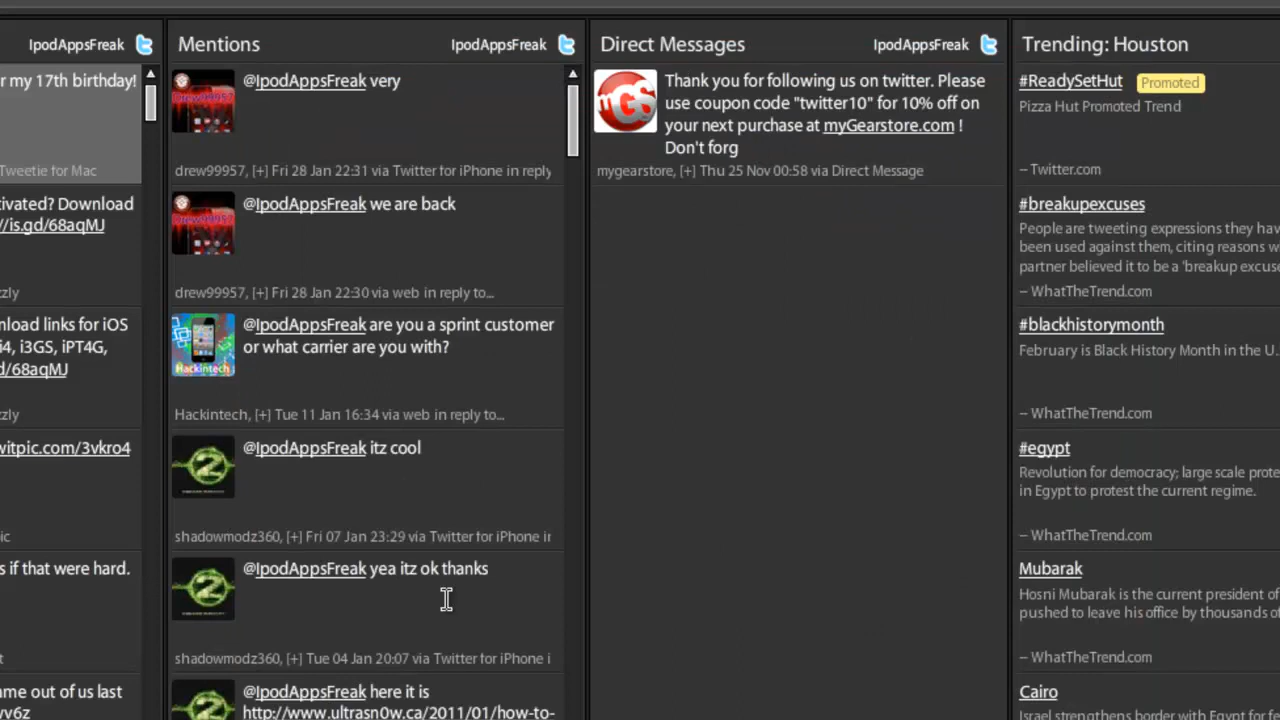 IpodAppsFreak
r my 17th birthday!
Tweetie for Mac
tivated? Download
//is.gd/68aqMJ
zzly
nload links for iOS
i4, i3GS, iPT4G,
d/68aqMJ
zzly
witpic.com/3vkro4
ic
s if that were hard.
t
ame out of us last
vv6z
Mentions
IpodAppsFreak
@IpodAppsFreak very
drew99957, [+] Fri 28 Jan 22:31 via Twitter for iPhone in reply
@IpodAppsFreak we are back
drew99957, [+] Fri 28 Jan 22:30 via web in reply to...
@IpodAppsFreak are you a sprint customer
or what carrier are you with?
Hackintech
Hackintech, [+] Tue 11 Jan 16:34 via web in reply to...
@IpodAppsFreak itz cool
shadowmodz360, [+] Fri 07 Jan 23:29 via Twitter for iPhone in
@IpodAppsFreak yea itz ok thanks
shadowmodz360, [+] Tue 04 Jan 20:07 via Twitter for iPhone i
@IpodAppsFreak here it is
http://www.ultrasn0w.ca/2011/01/how-to-
Direct Messages
IpodAppsFreak
mGS
Thank you for following us on twitter. Please
use coupon code "twitter10" for 10% off on
your next purchase at myGearstore.com !
Don't forg
mygearstore, [+] Thu 25 Nov 00:58 via Direct Message
Trending: Houston
#ReadySetHut Promoted
Pizza Hut Promoted Trend
-- Twitter.com
#breakupexcuses
People are tweeting expressions they hav
been used against them, citing reasons w
partner believed it to be a 'breakup excuse
-- WhatTheTrend.com
#blackhistorymonth
February is Black History Month in the U.
-- WhatTheTrend.com
#egypt
Revolution for democracy; large scale prote
in Egypt to protest the current regime.
-- WhatTheTrend.com
Mubarak
Hosni Mubarak is the current president of
pushed to leave his office by thousands o
-- WhatTheTrend.com
Cairo
Israel strengthens border with Egypt for fe